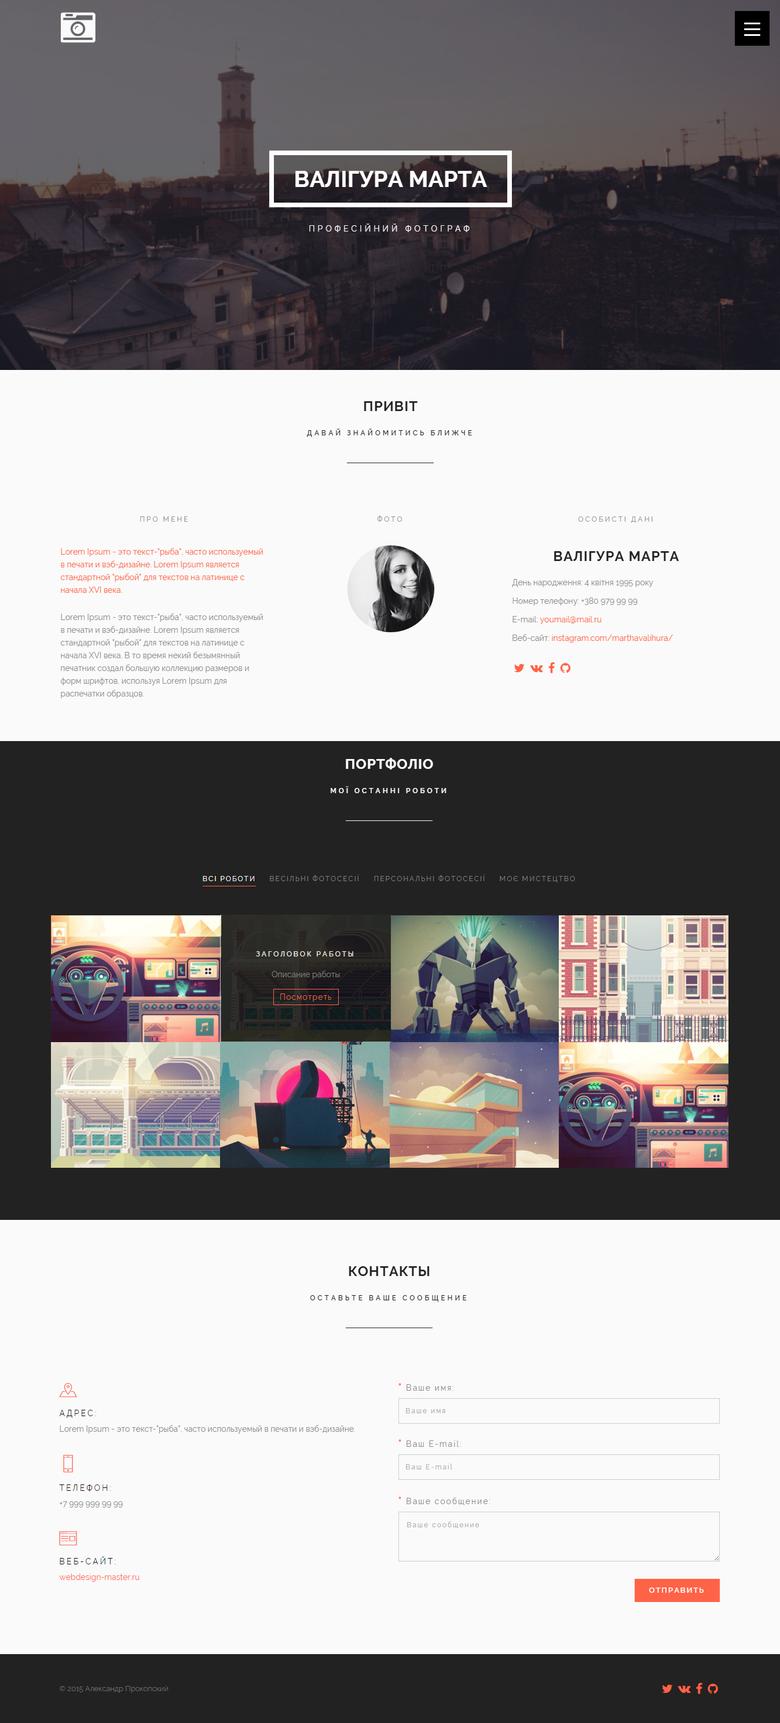 ВАЛІГУРА МАРТА
ПРОФЕСІЙНИЙ ФОТОГРАФ
ПРИВІТ
ДАВАЙ ЗНАЙОМИТИСЬ БЛИЖЧЕ
ПРО МЕНЕ
Lorem Ipsum - это текст-"рыба", часто используемый
в печати и вэб-дизайне. Lorem Ipsum является
стандартной "рыбой" для текстов на латинице с
начала XVI века.
Lorem Ipsum - это текст-"рыба", часто используемый
в печати и вэб-дизайне. Lorem Ipsum является
стандартной "рыбой" для текстов на латинице с
начала XVI века. В то время некий безымянный
печатник создал большую коллекцию размеров и
форм шрифтов, используя Lorem Ipsum для
распечатки образцов.
ФОТО
ОСОБИСТІ ДАНІ
ВАЛІГУРА МАРТА
День народження: 4 квітня 1995 року
Номер телефону: +380 979 99 99
E-mail: youmail@mail.ru
Веб-сайт: instagram.com/marthavalihura/
ПОРТФОЛІО
МОЇ ОСТАННІ РОБОТИ
ВСІ РОБОТИ ВЕСІЛЬНІ ФОТОСЕСІЇ ПЕРСОНАЛЬНІ ФОТОСЕСІЇ МОЄ МИСТЕЦТВО
ЗАГОЛОВОК РАБОТЫ
Описание работы
Посмотреть
КОНТАКТЫ
ОСТАВЬТЕ ВАШЕ СООБЩЕНИЕ
АДРЕС:
Lorem Ipsum - это текст-"рыба", часто используемый в печати и вэб-дизайне.
ТЕЛЕФОН:
+7 999 999 99 99
ВЕБ-САЙТ:
webdesign-master.ru
* Ваше имя:
Ваше имя
* Ваш E-mail:
Ваш E-mail
* Ваше сообщение:
Ваше сообщение
ОТПРАВИТЬ
© 2015 Александр Прокопский